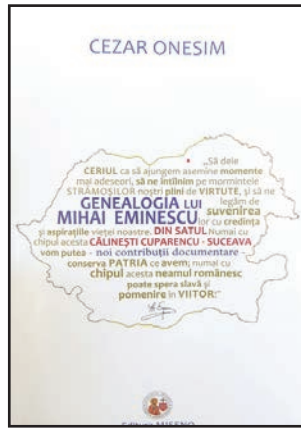 CEZAR ONESIM
„Să deie
CERIUL ca să ajungem asemine momente
mai adeseori, să ne întîlnim pe mormintele
STRĂMOȘILOR noștri plini de VIRTUTE, și să ne
GENEALOGIA LUI legăm de
MIHAI EMINESCU suvenirea
lor cu credința
și aspirațiile vieței noastre. DIN SATUL Numai cu
chipul acesta CĂLINEȘTI CUPARENCU - SUCEAVA
vom putea - noi contribuții documentare -
conserva PATRIA ce avem; numai cu
chipul acesta neamul românesc
poate spera slavă și
pomenire în VIITOR!"
Editura MISENO